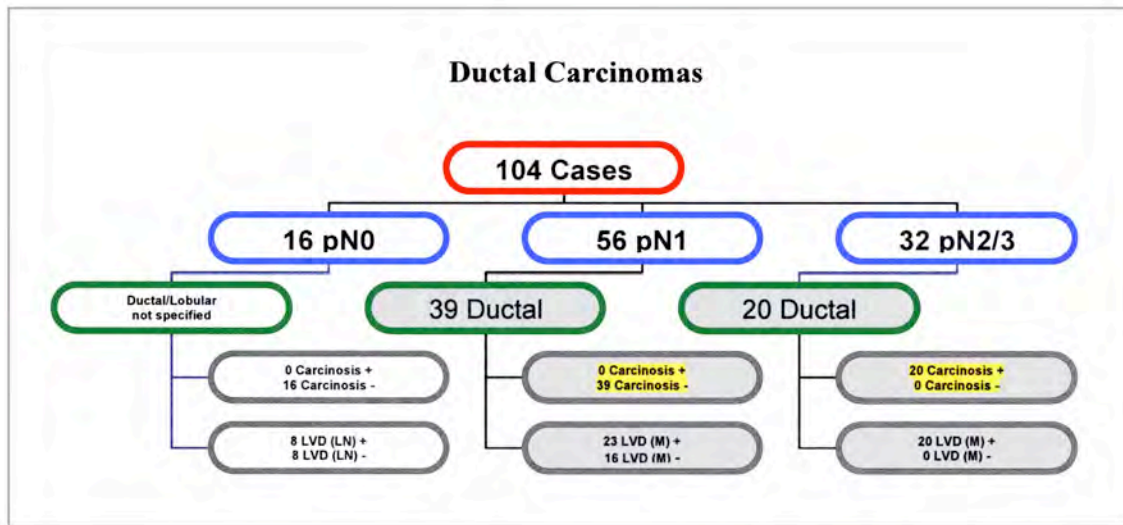 Ductal Carcinomas
104 Cases
16 pN0
56 pN1
32 pN2/3
Ductal/Lobular
not specified
39 Ductal
20 Ductal
0 Carcinosis +
16 Carcinosis -
0 Carcinosis +
39 Carcinosis -
20 Carcinosis +
0 Carcinosis -
8 LVD (LN) +
8 LVD (LN) -
23 LVD (M) +
16 LVD (M) -
20 LVD (M) +
0 LVD (M) -